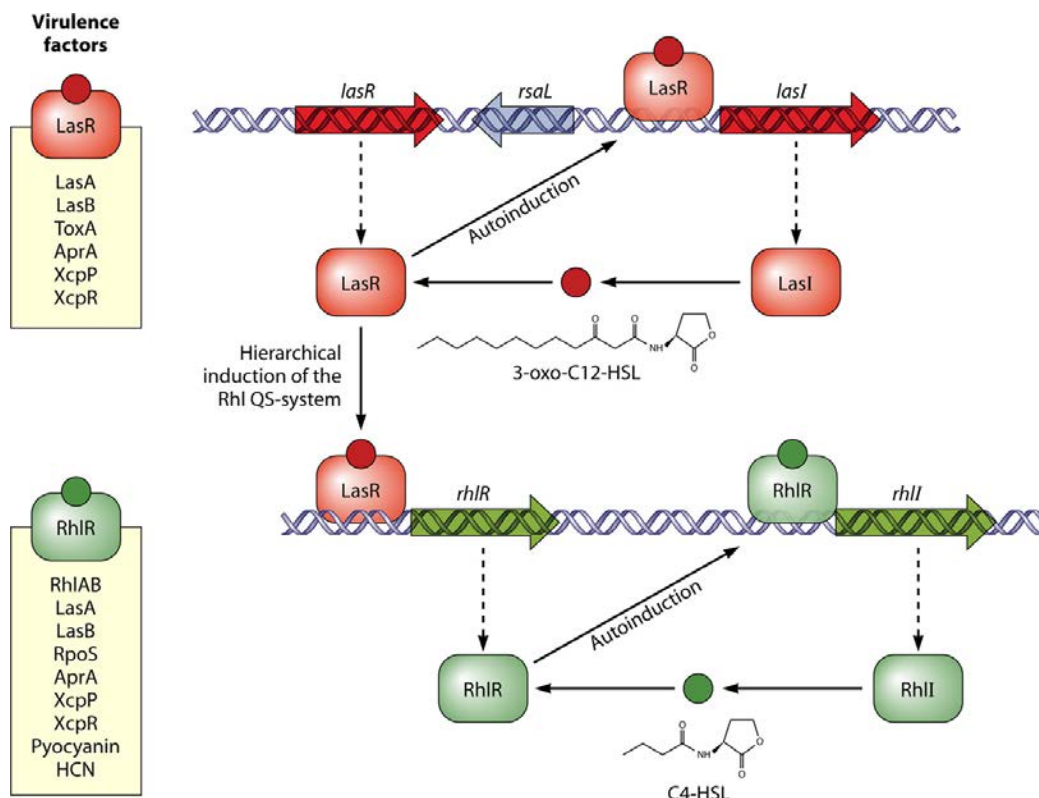 Virulence
factors
LasR
LasA
LasB
ToxA
AprA
XcpP
XcpR
lasR
rsaL
LasR
lasI
Autoinduction
LasR
LasI
O
O
NH
O
O
3-oxo-C12-HSL
Hierarchical
induction of the
Rhl QS-system
LasR
rhlR
RhlR
rhlI
RhlR
RhlAB
LasA
LasB
RpoS
AprA
XcpP
XcpR
Pyocyanin
HCN
Autoinduction
RhlR
RhlI
O
NH
O
O
C4-HSL